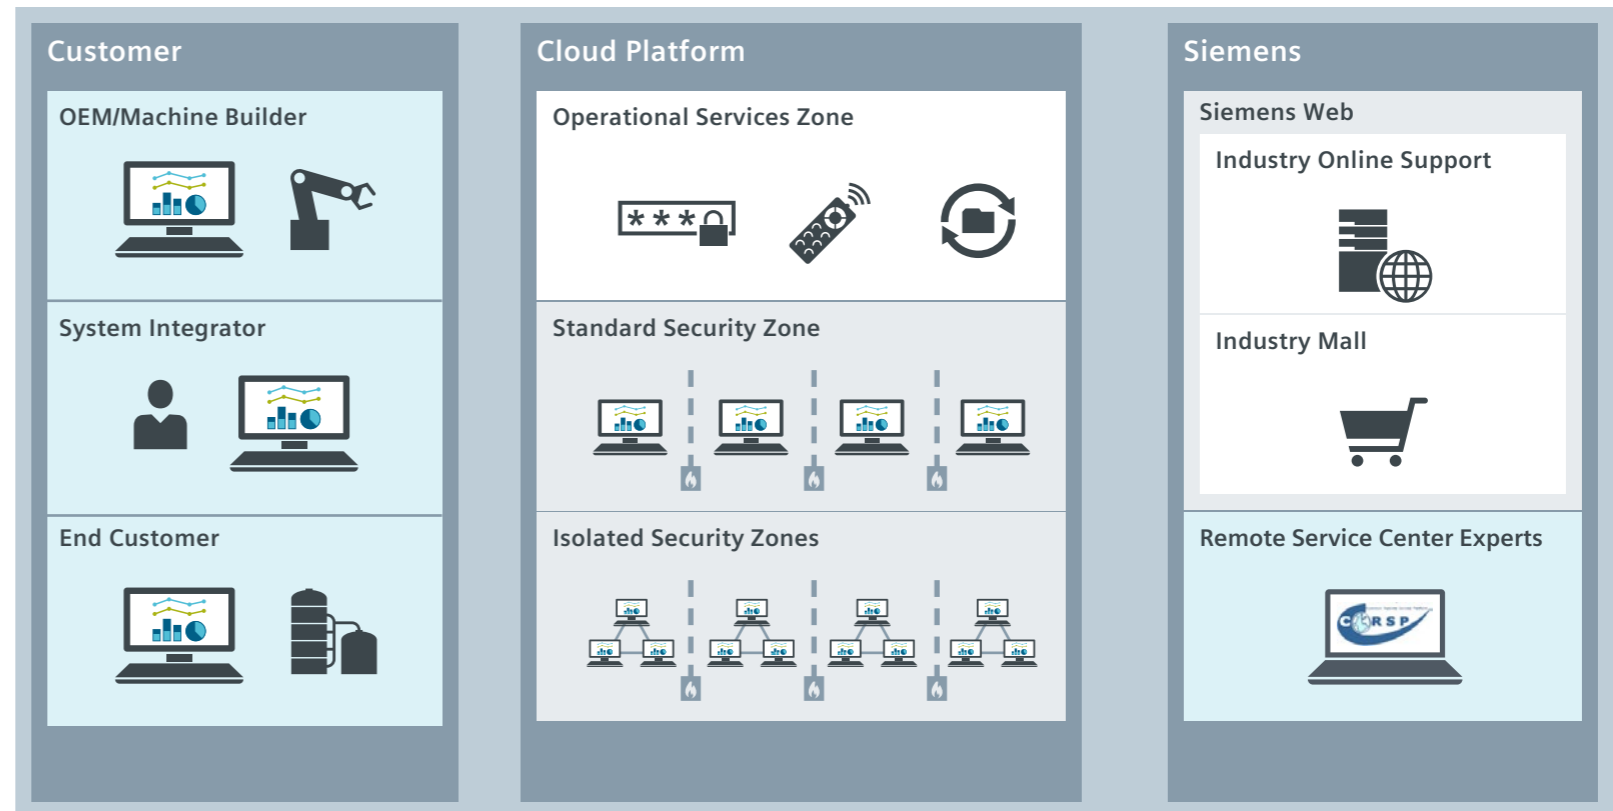 Customer
OEM/Machine Builder
System Integrator
End Customer
Cloud Platform
Operational Services Zone
* * *
Standard Security Zone
Isolated Security Zones
Siemens
Siemens Web
Industry Online Support
Industry Mall
Remote Service Center Experts
C RSP